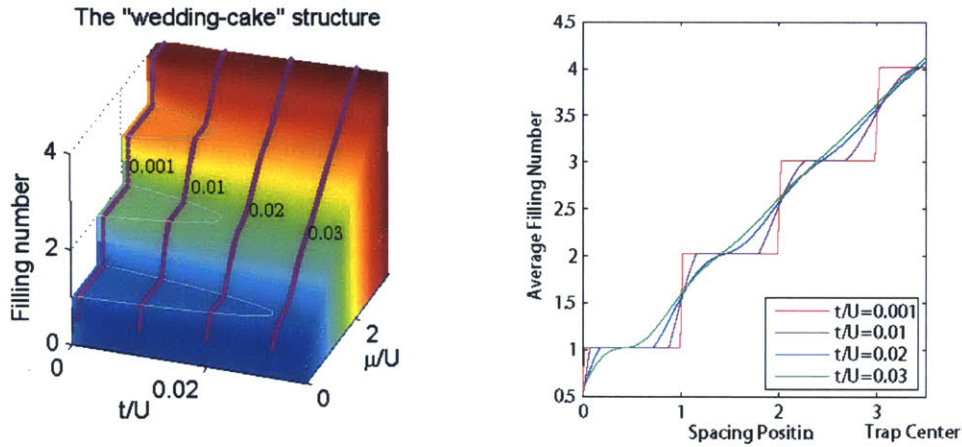 The "wedding-cake" structure
4
2
0
Filling number
0.001
0.01
0.02
0.03
0
0.02
t/U
0
2
μ/U
4
3.5
3
2.5
2
1.5
1
0.5
Average Filling Number
t/U=0.001
t/U=0.01
t/U=0.02
t/U=0.03
0
1
2
3
Spacing Positin
Trap Center